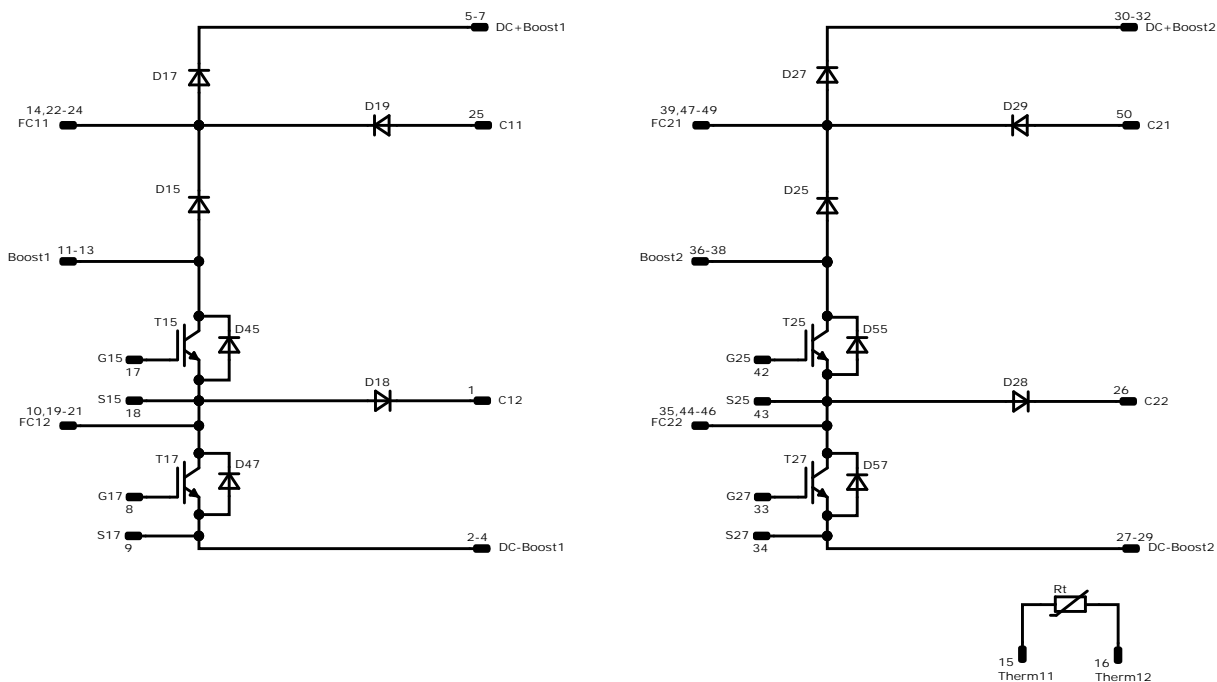 5-7
DC+Boost1
D17
14,22-24
FC11
D19
25
C11
D15
11-13
Boost1
T15
D45
G15
17
D18
1
C12
S15
18
10,19-21
FC12
T17
D47
G17
8
S17
9
2-4
DC-Boost1
30-32
DC+Boost2
D27
39,47-49
FC21
D29
50
C21
D25
36-38
Boost2
T25
D55
G25
42
D28
26
C22
S25
43
35,44-46
FC22
T27
D57
G27
33
S27
34
27-29
DC-Boost2
Rt
15
Therm11
16
Therm12